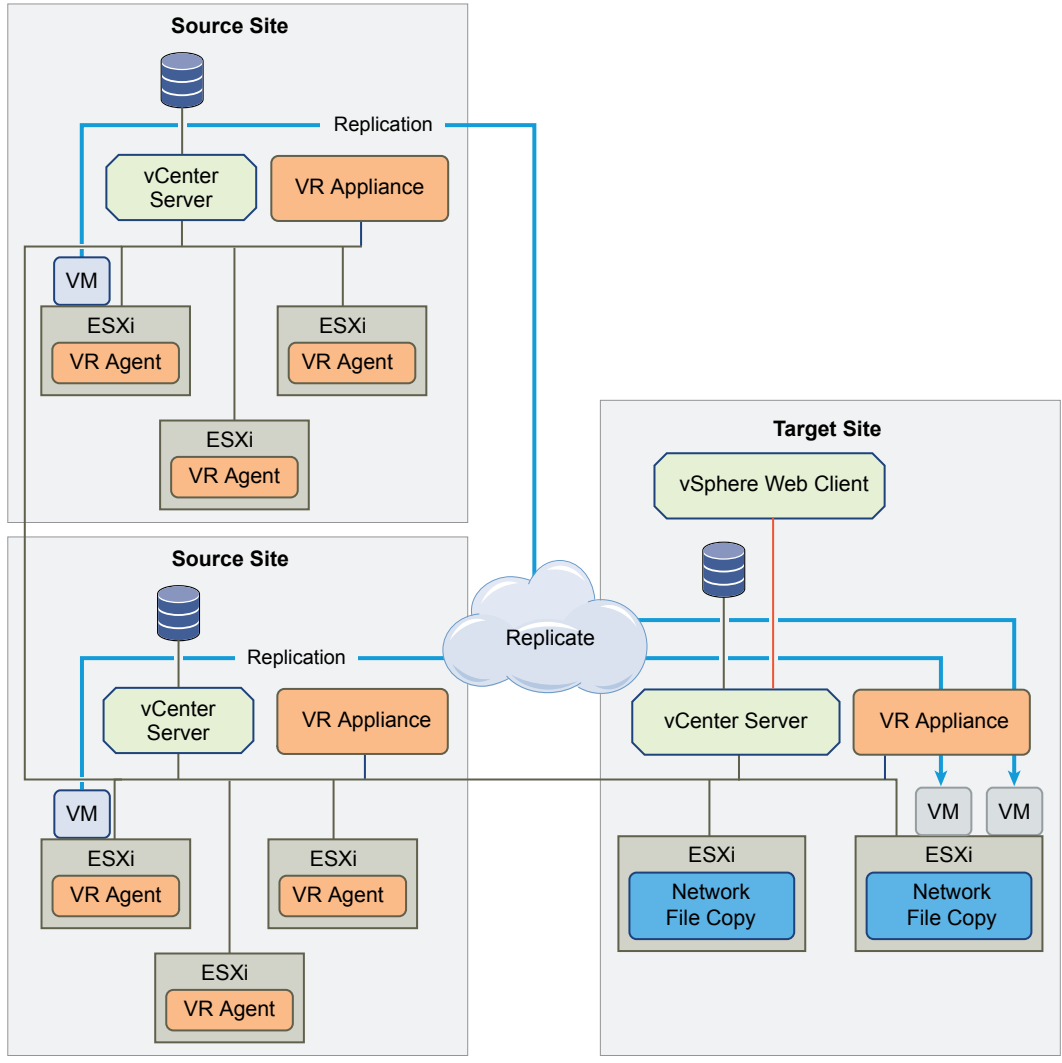 Source Site
Replication
vCenter
Server
VR Appliance
VM
ESXi
VR Agent
ESXi
VR Agent
ESXi
VR Agent
Source Site
Replication
vCenter
Server
VR Appliance
VM
ESXi
VR Agent
ESXi
VR Agent
ESXi
VR Agent
Replicate
Target Site
vSphere Web Client
vCenter Server
VR Appliance
VM
VM
ESXi
Network
File Copy
ESXi
Network
File Copy